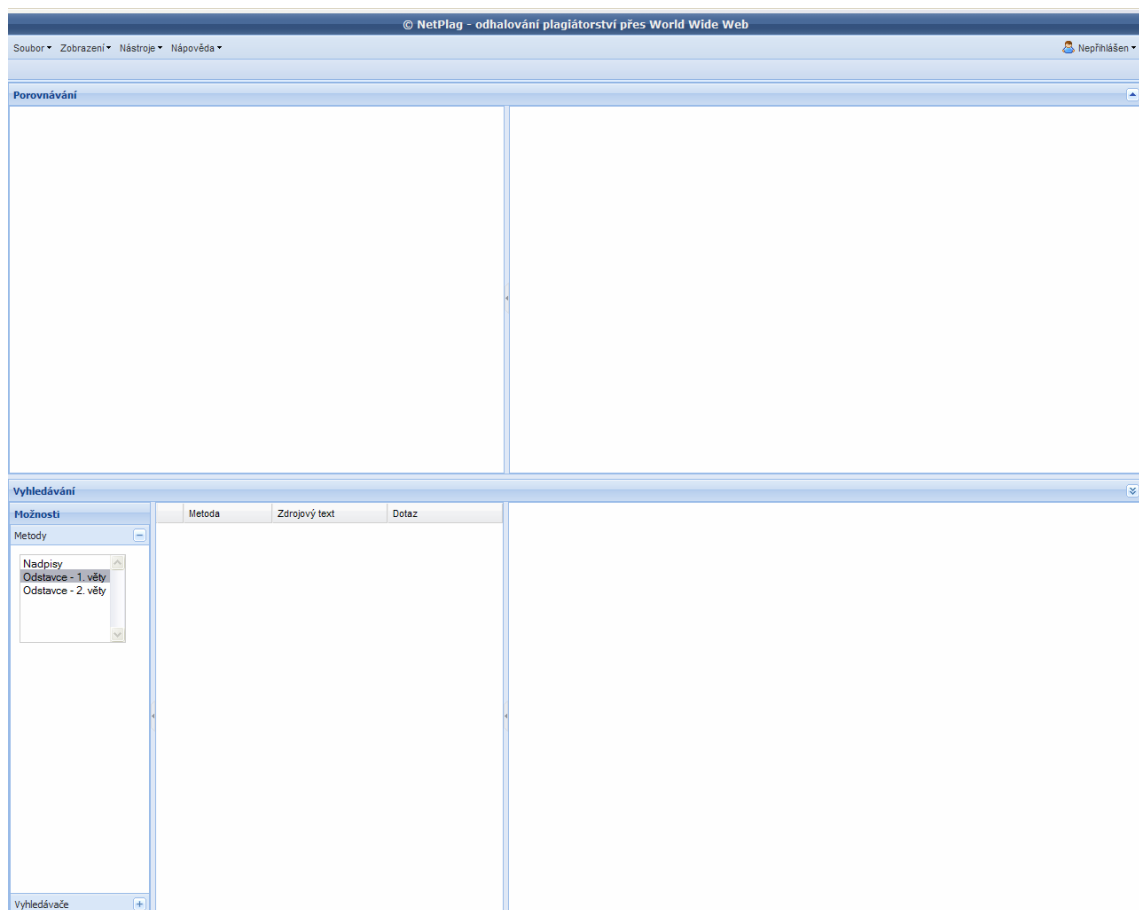 © NetPlag - odhalování plagiátorství přes World Wide Web
Soubor Zobrazení Nástroje Nápověda Nepřihlášen
Porovnávání
Vyhledávání
Možnosti Metoda Zdrojový text Dotaz
Metody
Nadpisy
Odstavce - 1. věty
Odstavce - 2. věty
Vyhledávače